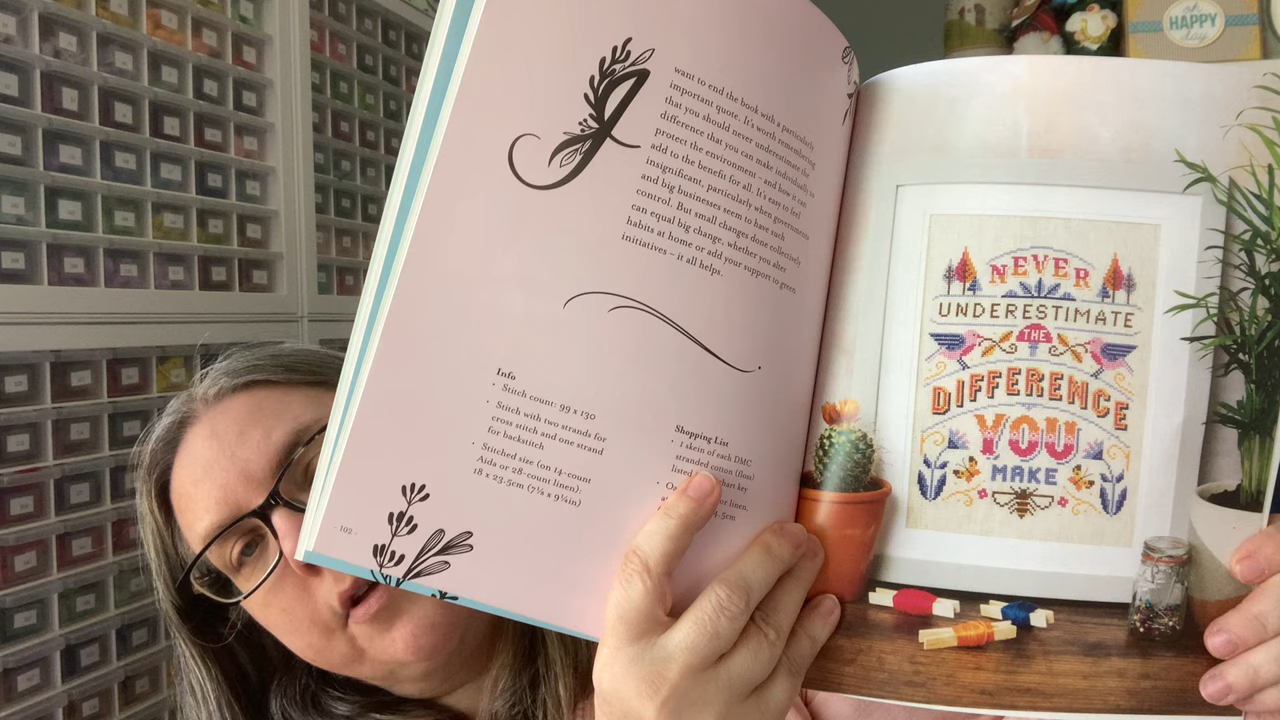 I
want to end the book with a particularly
important quote. It's worth remembering
that you should never underestimate the
difference that you can make individually to
protect the environment – and how it can
add to the benefit for all. It's easy to feel
insignificant, particularly when governments
and big businesses seem to have such
control. But small changes done collectively
can equal big change, whether you alter
habits at home or add your support to green
initiatives – it all helps.
Info
• Stitch count: 99 x 130
• Stitch with two strands for
cross stitch and one strand
for backstitch
• Stitched size (on 14-count
Aida or 28-count linen):
18 x 23.5cm (7⅛ x 9¼in)
Shopping List
• 1 skein of each DMC
stranded cotton (floss)
listed chart key
linen,
- 102 -
NEVER
UNDERESTIMATE
THE
DIFFERENCE
YOU
MAKE
oh
HAPPY
day